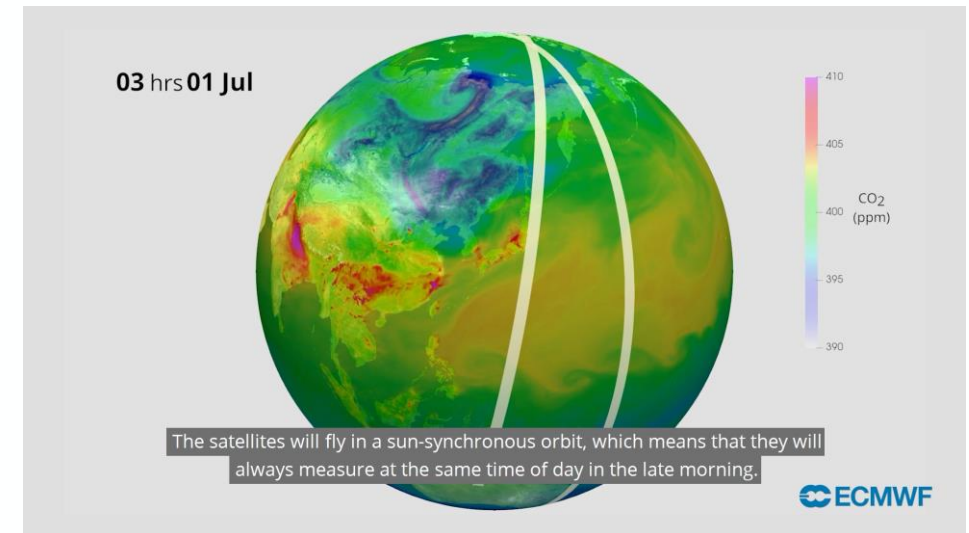 03 hrs 01 Jul
410
405
400
395
390
CO2
(ppm)
The satellites will fly in a sun-synchronous orbit, which means that they will
always measure at the same time of day in the late morning.
ECMWF